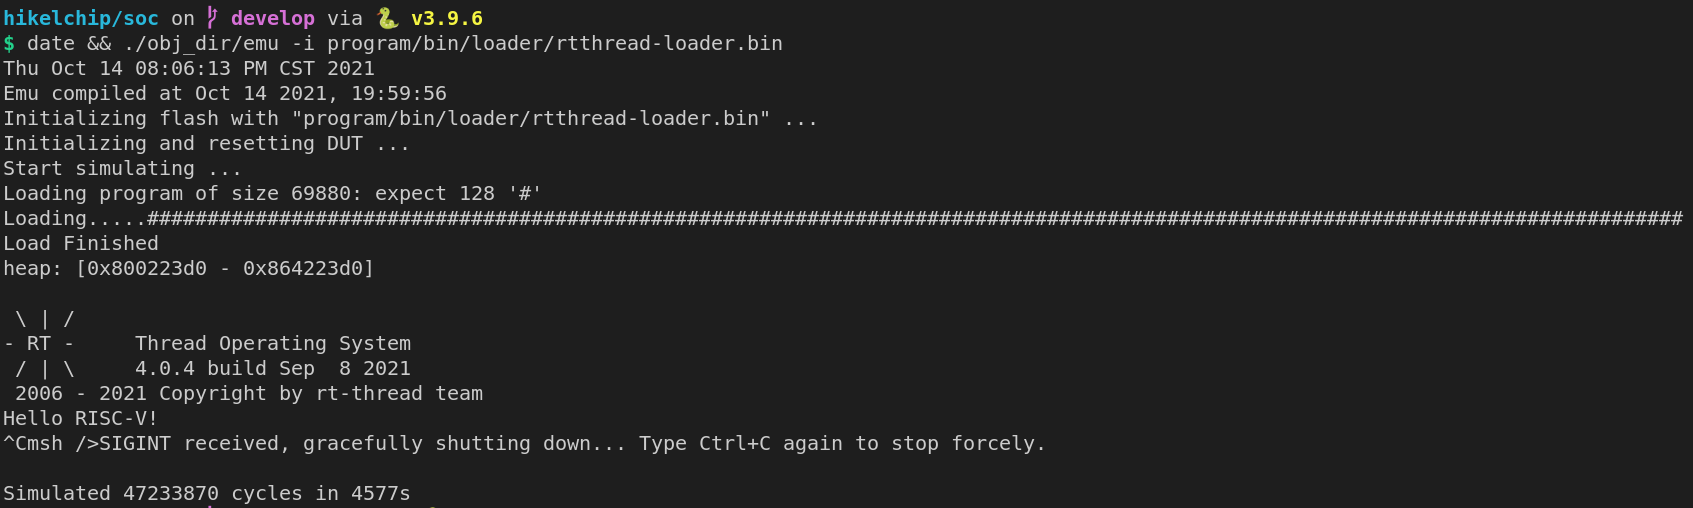 hikelchip/soc on develop via 🐍 v3.9.6
$ date && ./obj_dir/emu -i program/bin/loader/rtthread-loader.bin
Thu Oct 14 08:06:13 PM CST 2021
Emu compiled at Oct 14 2021, 19:59:56
Initializing flash with "program/bin/loader/rtthread-loader.bin" ...
Initializing and resetting DUT ...
Start simulating ...
Loading program of size 69880: expect 128 '#'
Loading.....################################################################################################################################
Load Finished
heap: [0x800223d0 - 0x864223d0]

 \ | /
- RT -     Thread Operating System
 / | \     4.0.4 build Sep  8 2021
 2006 - 2021 Copyright by rt-thread team
Hello RISC-V!
^Cmsh />SIGINT received, gracefully shutting down... Type Ctrl+C again to stop forcely.

Simulated 47233870 cycles in 4577s